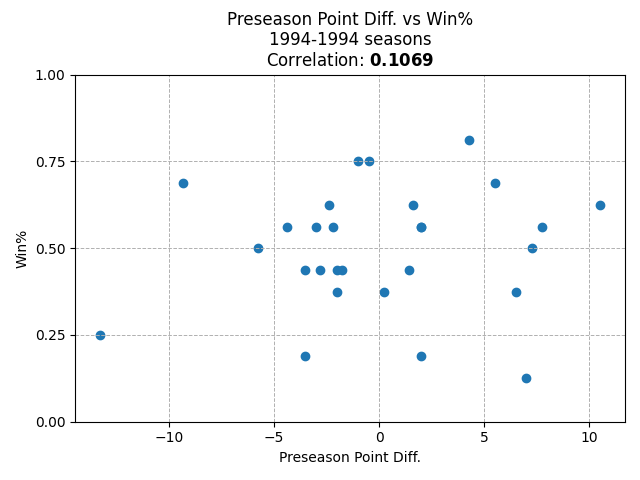 Preseason Point Diff. vs Win%
1994-1994 seasons
Correlation: 0.1069
1.00
0.75
0.50
0.25
0.00
Win%
−10
−5
0
5
10
Preseason Point Diff.